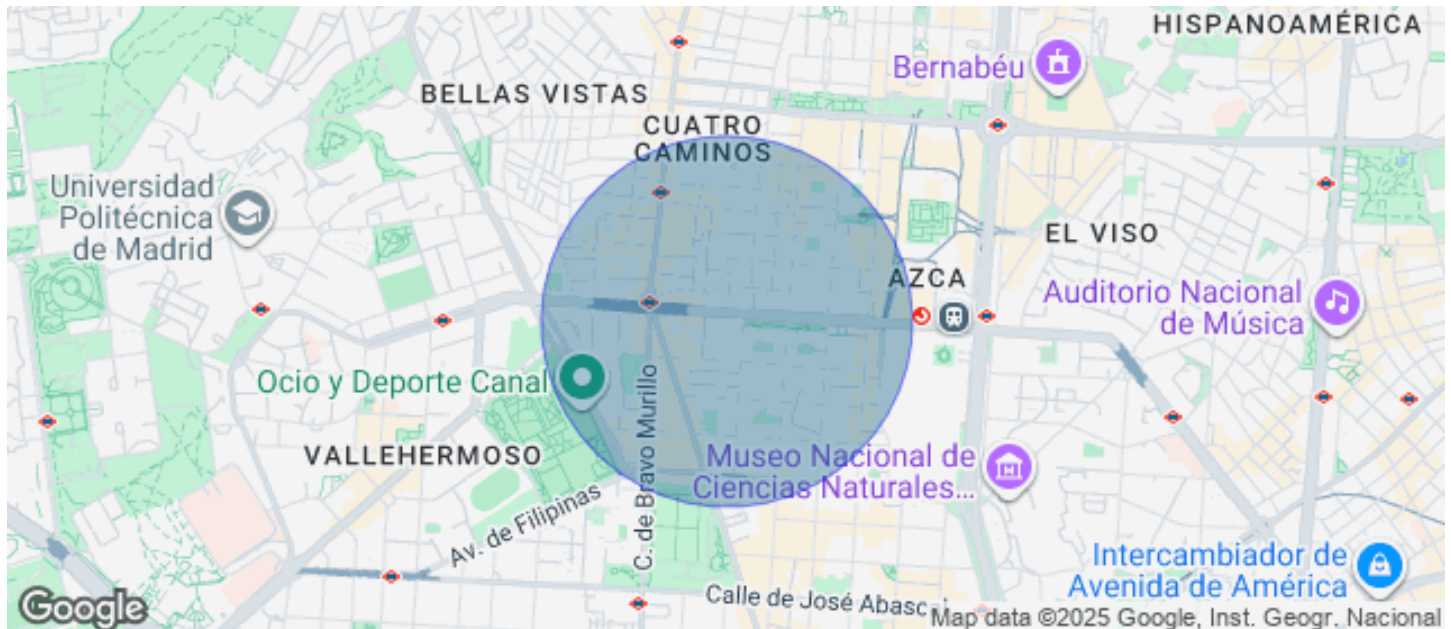 HISPANOAMÉRICA
Bernabéu
BELLAS VISTAS
CUATRO
CAMINOS
Universidad
Politécnica
de Madrid
EL VISO
AZCA
Auditorio Nacional
de Música
Ocio y Deporte Canal
C. de Bravo Murillo
VALLEHERMOSO
Museo Nacional de
Ciencias Naturales...
Av. de Filipinas
Intercambiador de
Avenida de América
Calle de José Abasc
Google
Map data ©2025 Google, Inst. Geogr. Nacional